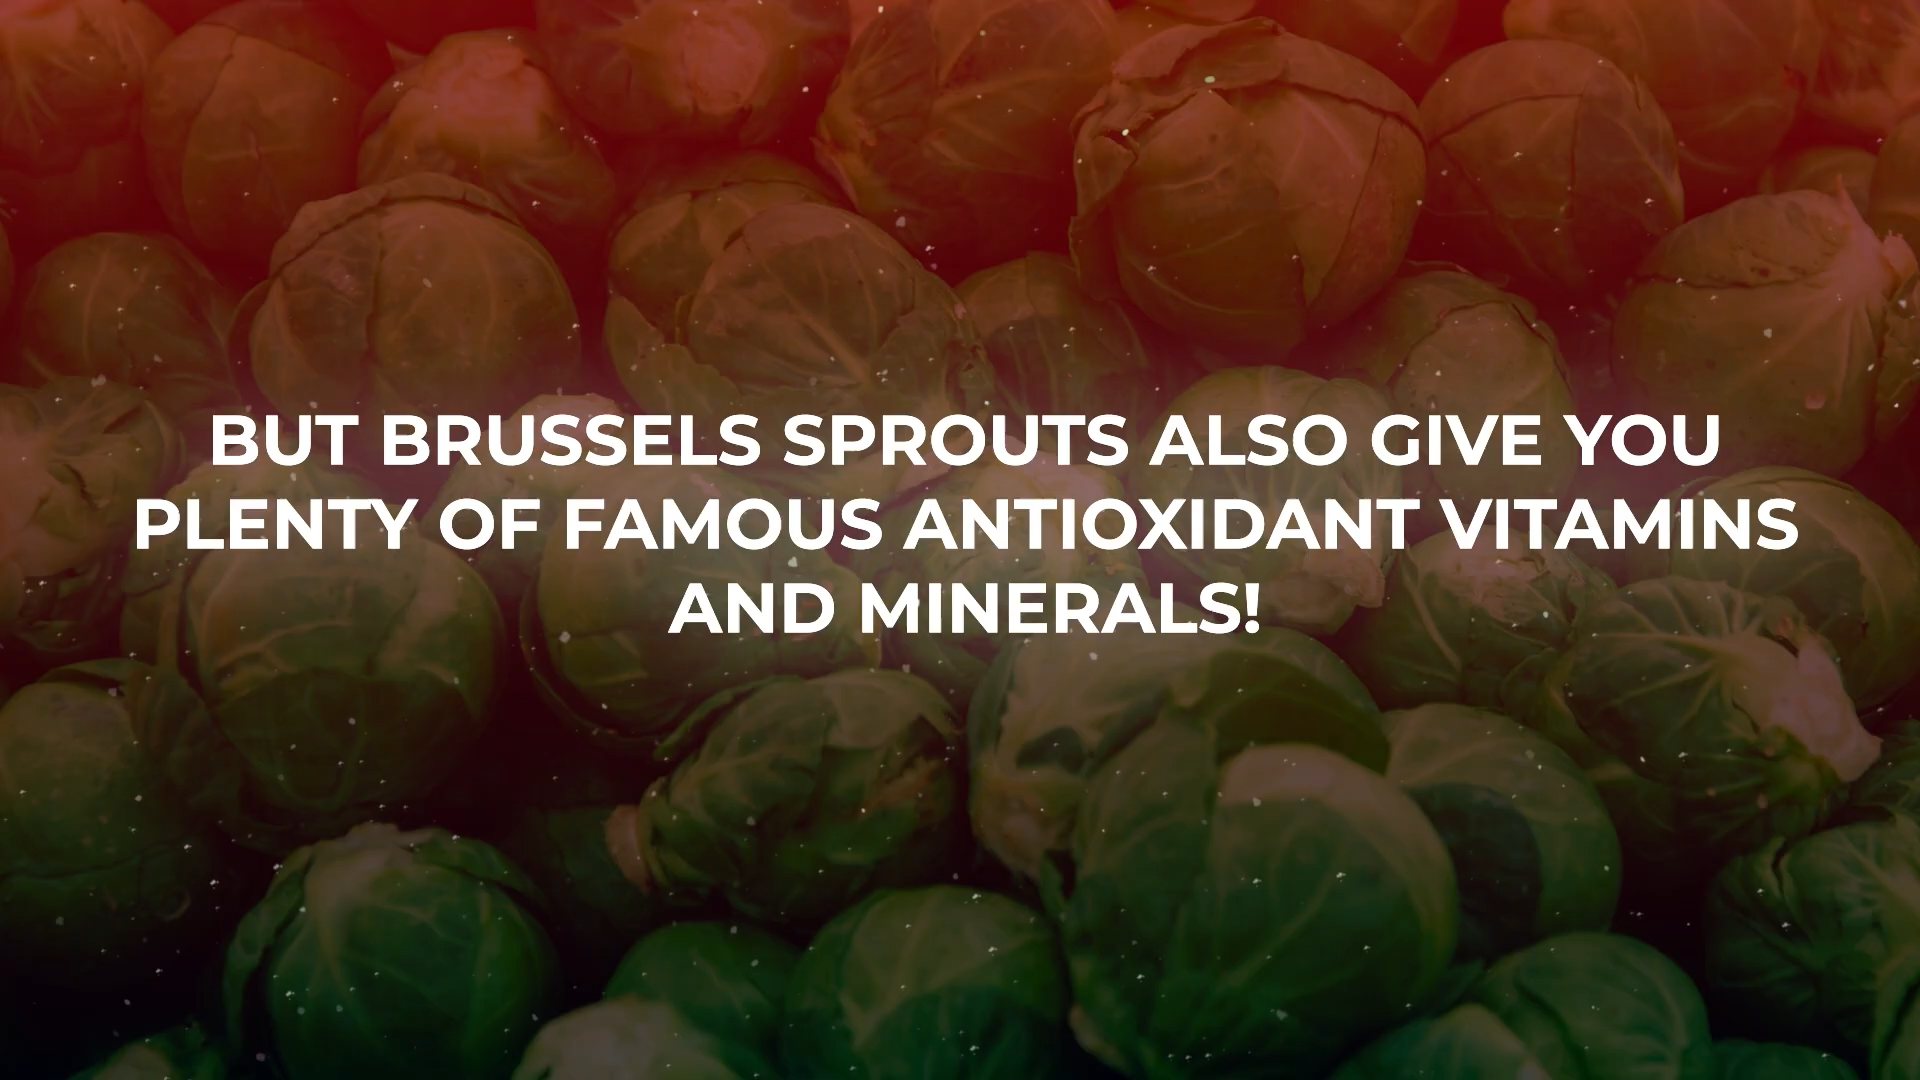 BUT BRUSSELS SPROUTS ALSO GIVE YOU
PLENTY OF FAMOUS ANTIOXIDANT VITAMINS
AND MINERALS!